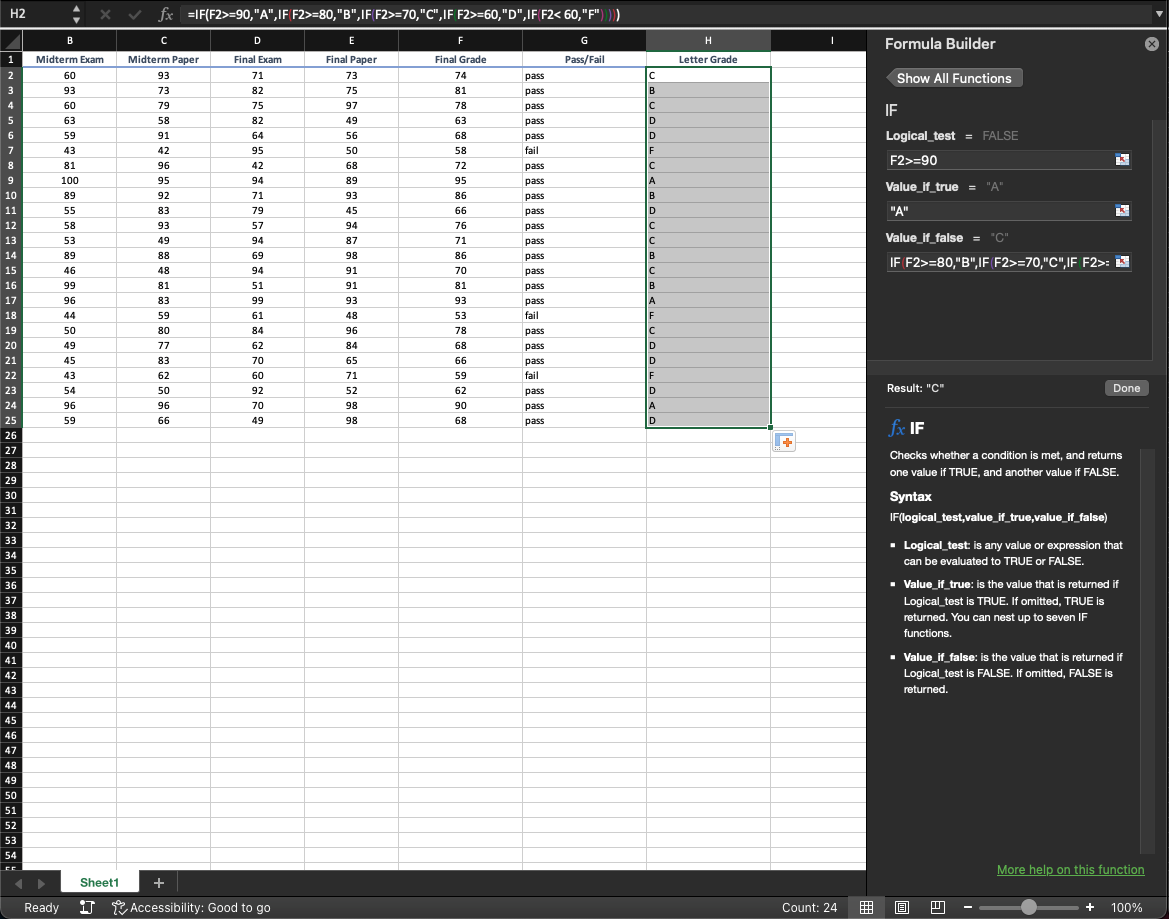 H2 fx =IF(F2>=90,"A",IF(F2>=80,"B",IF(F2>=70,"C",IF(F2>=60,"D",IF(F2< 60,"F")))))
B C D E F G H I
1 Midterm Exam Midterm Paper Final Exam Final Paper Final Grade Pass/Fail Letter Grade
2 60 93 71 73 74 pass C
3 93 73 82 75 81 pass B
4 60 79 75 97 78 pass C
5 63 58 82 49 63 pass D
6 59 91 64 56 68 pass D
7 43 42 95 50 58 fail F
8 81 96 42 68 72 pass C
9 100 95 94 89 95 pass A
10 89 92 71 93 86 pass B
11 55 83 79 45 66 pass D
12 58 93 57 94 76 pass C
13 53 49 94 87 71 pass C
14 89 88 69 98 86 pass B
15 46 48 94 91 70 pass C
16 99 81 51 91 81 pass B
17 96 83 99 93 93 pass A
18 44 59 61 48 53 fail F
19 50 80 84 96 78 pass C
20 49 77 62 84 68 pass D
21 45 83 70 65 66 pass D
22 43 62 60 71 59 fail F
23 54 50 92 52 62 pass D
24 96 96 70 98 90 pass A
25 59 66 49 98 68 pass D
26
27
28
29
30
31
32
33
34
35
36
37
38
39
40
41
42
43
44
45
46
47
48
49
50
51
52
53
54
55
Formula Builder
Show All Functions
IF
Logical_test = FALSE
F2>=90
Value_if_true = "A"
"A"
Value_if_false = "C"
IF(F2>=80,"B",IF(F2>=70,"C",IF(F2>=
Result: "C"
Done
fx IF
Checks whether a condition is met, and returns
one value if TRUE, and another value if FALSE.
Syntax
IF(logical_test,value_if_true,value_if_false)
▪ Logical_test: is any value or expression that
can be evaluated to TRUE or FALSE.
▪ Value_if_true: is the value that is returned if
Logical_test is TRUE. If omitted, TRUE is
returned. You can nest up to seven IF
functions.
▪ Value_if_false: is the value that is returned if
Logical_test is FALSE. If omitted, FALSE is
returned.
More help on this function
Sheet1 +
Ready Accessibility: Good to go Count: 24 − + 100%